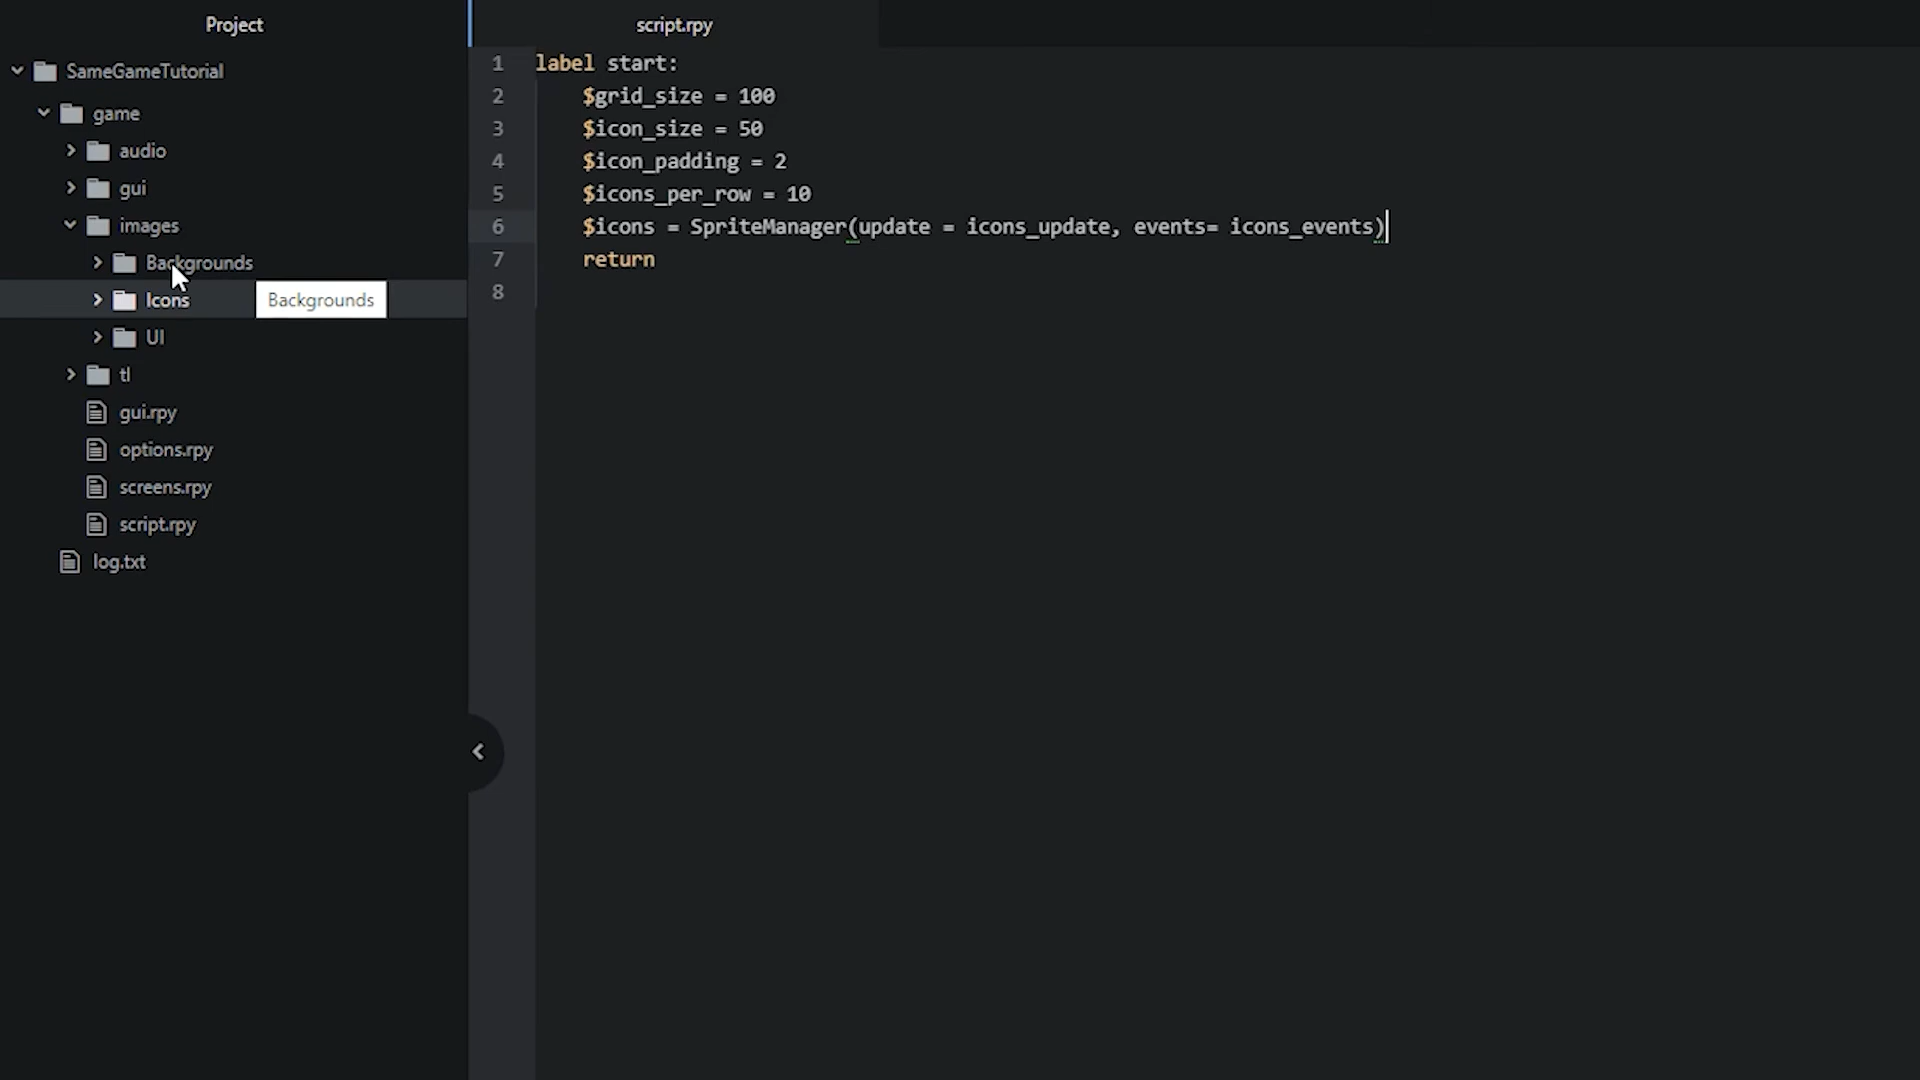 Project
SameGameTutorial
game
audio
gui
images
Backgrounds
Icons
Backgrounds
UI
tl
gui.rpy
options.rpy
screens.rpy
script.rpy
log.txt
script.rpy
1 label start:
2 $grid_size = 100
3 $icon_size = 50
4 $icon_padding = 2
5 $icons_per_row = 10
6 $icons = SpriteManager(update = icons_update, events= icons_events)
7 return
8